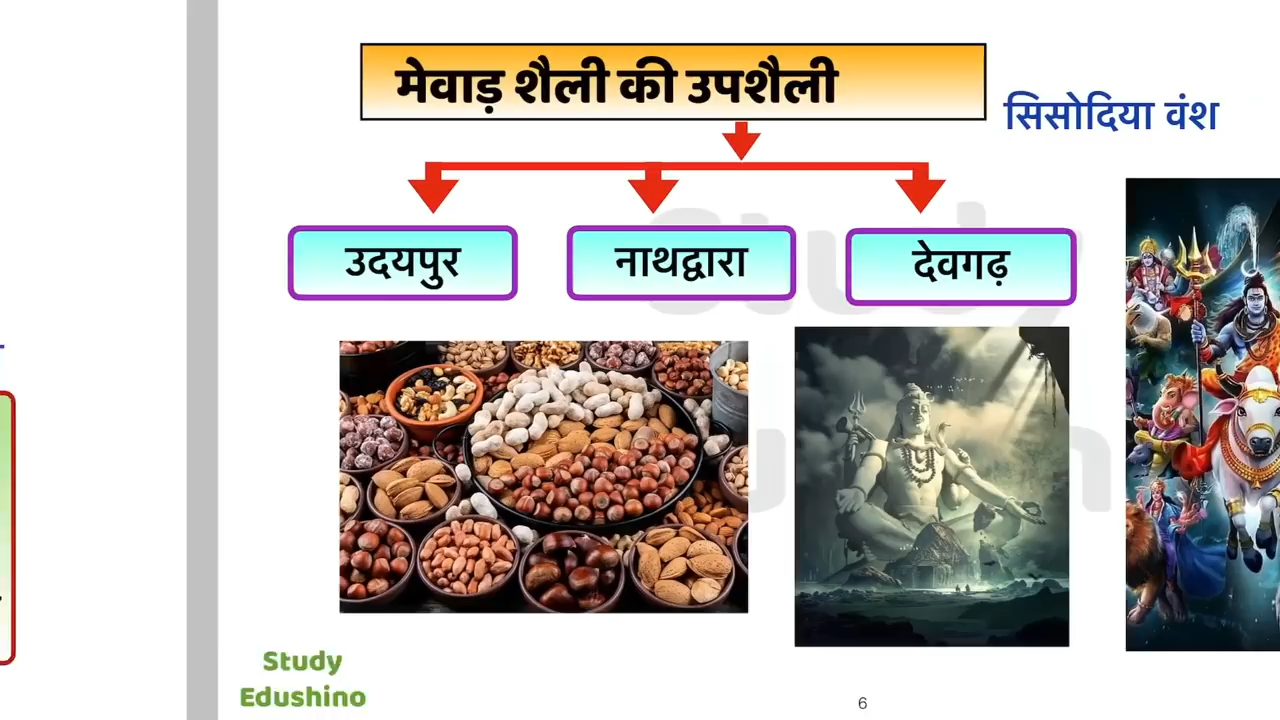 मेवाड़ शैली की उपशैली
सिसोदिया वंश
उदयपुर
नाथद्वारा
देवगढ़
Study
Edushino
6